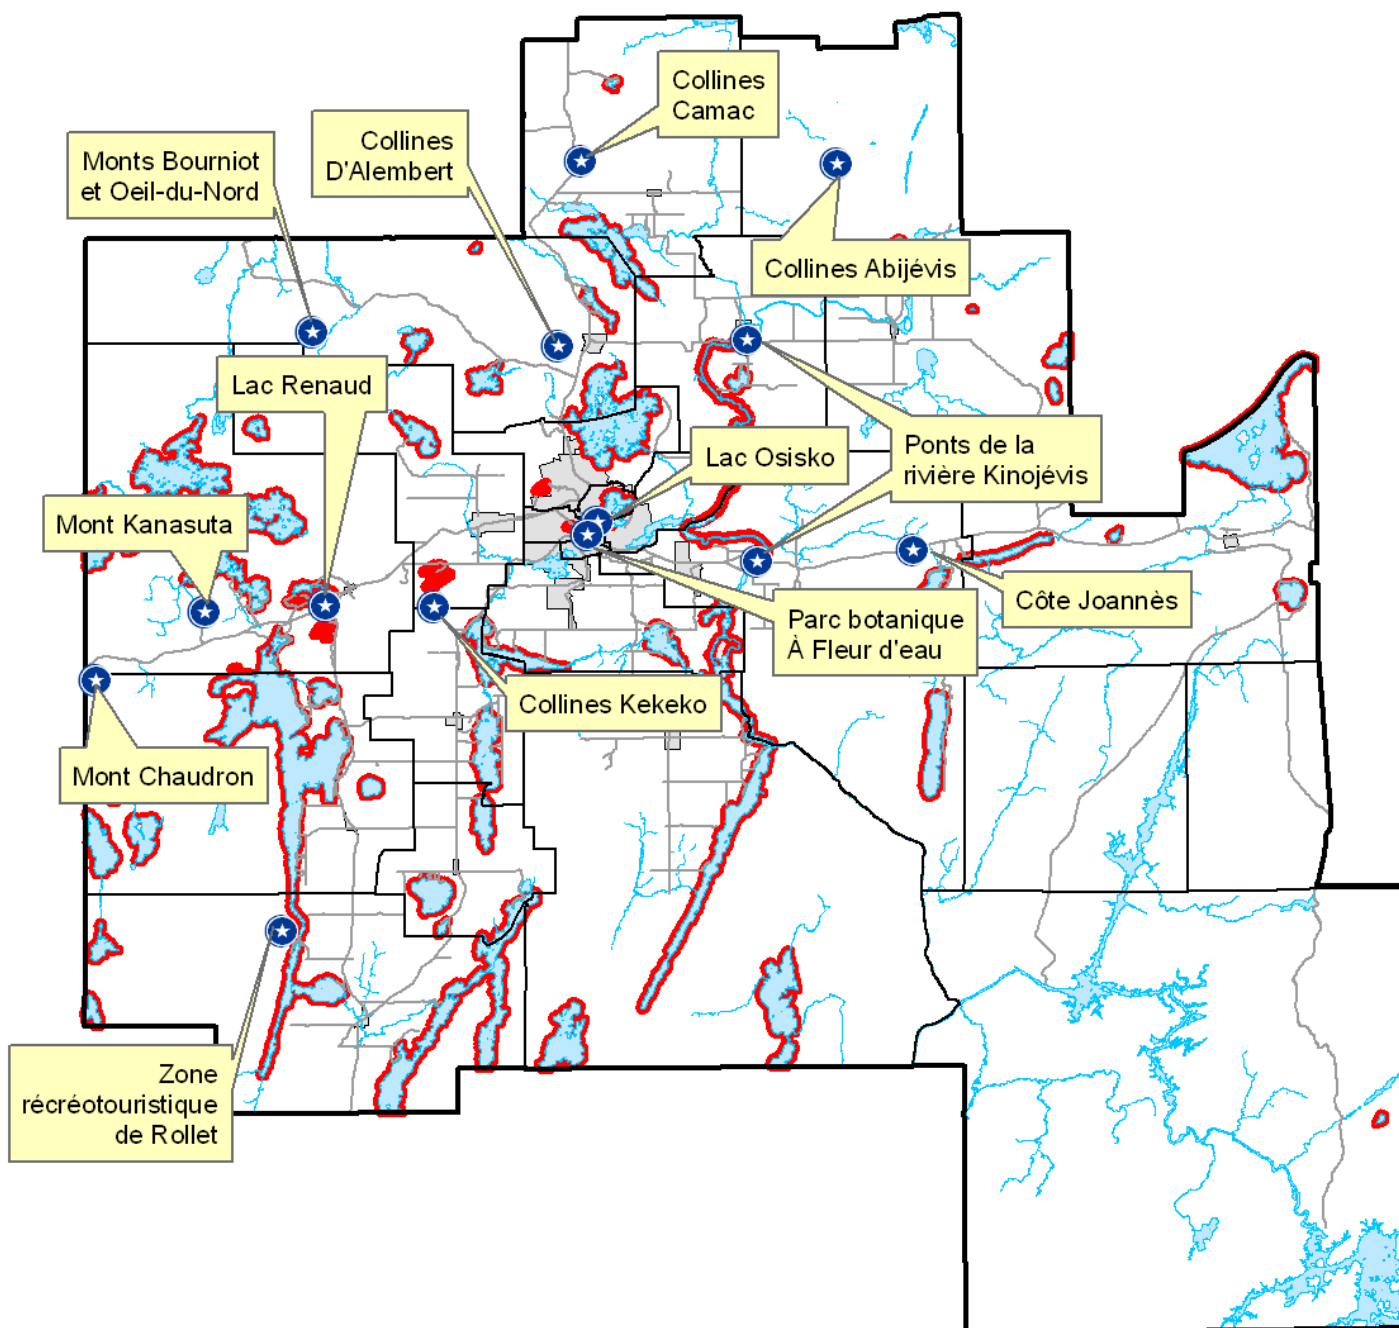 Collines
Camac
Collines
D'Alembert
Monts Bourniot
et Oeil-du-Nord
Collines Abijévis
Lac Renaud
Lac Osisko
Ponts de la
rivière Kinojévis
Mont Kanasuta
Côte Joannès
Parc botanique
À Fleur d'eau
Collines Kekeko
Mont Chaudron
Zone
récréotouristique
de Rollet